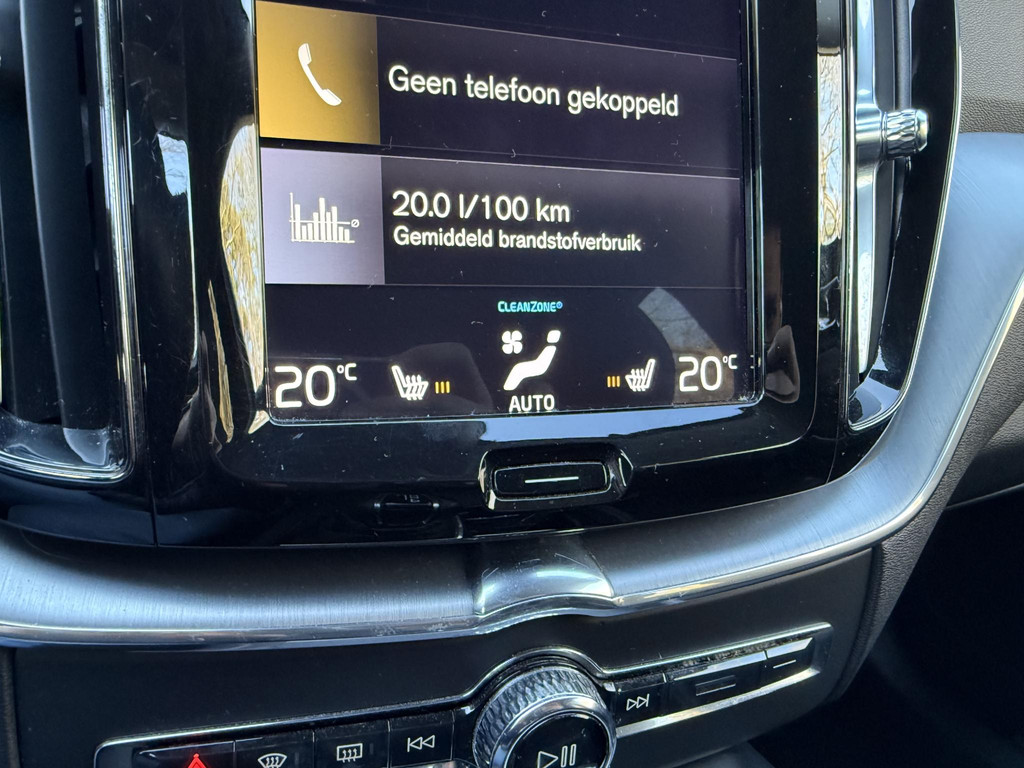 Geen telefoon gekoppeld
20.0 l/100 km
Gemiddeld brandstofverbruik
CLEANZONE
20°C
20°C
AUTO